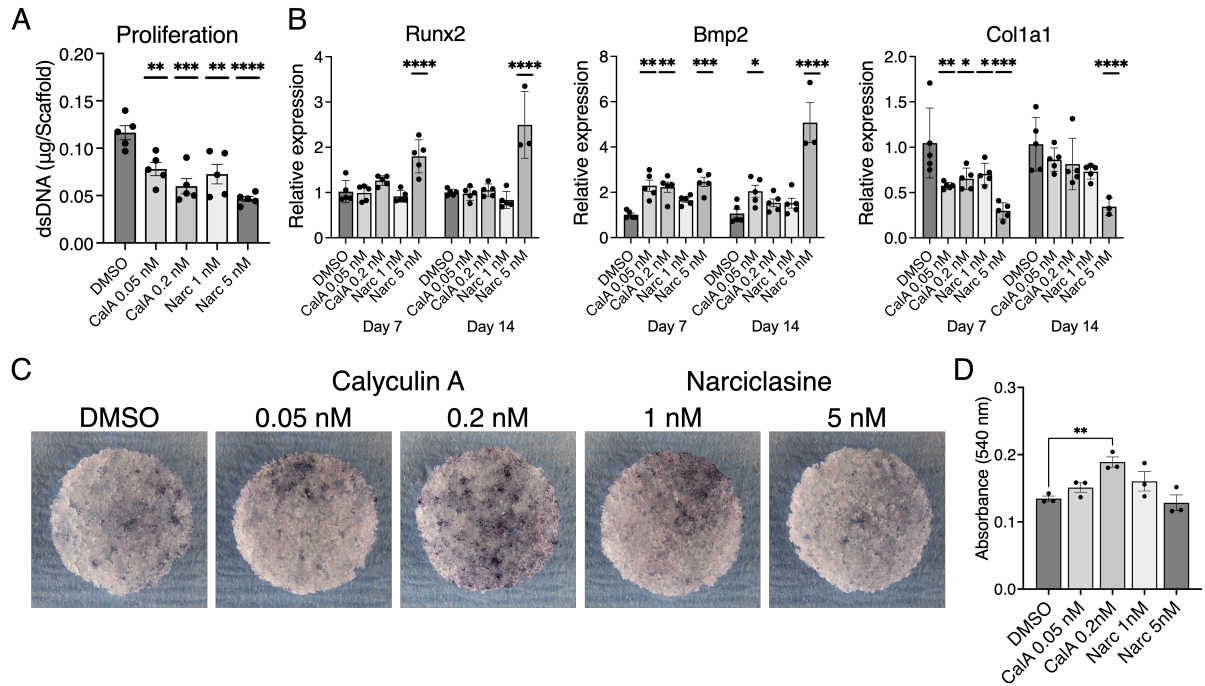 A
Proliferation
dsDNA (µg/Scaffold)
0.20
0.15
0.10
0.05
0.00
** *** ** ****
DMSO
CalA 0.05 nM
CalA 0.2 nM
Narc 1 nM
Narc 5 nM
B
Runx2
Relative expression
4
3
2
1
0
**** ****
DMSO
CalA 0.05 nM
CalA 0.2 nM
Narc 1 nM
Narc 5 nM
DMSO
CalA 0.05 nM
CalA 0.2 nM
Narc 1 nM
Narc 5 nM
Day 7
Day 14
Bmp2
Relative expression
8
6
4
2
0
** ** *** * ****
DMSO
CalA 0.05 nM
CalA 0.2 nM
Narc 1 nM
Narc 5 nM
DMSO
CalA 0.05 nM
CalA 0.2 nM
Narc 1 nM
Narc 5 nM
Day 7
Day 14
Col1a1
Relative expression
2.0
1.5
1.0
0.5
0.0
** * * **** ****
DMSO
CalA 0.05 nM
CalA 0.2 nM
Narc 1 nM
Narc 5 nM
DMSO
CalA 0.05 nM
CalA 0.2 nM
Narc 1 nM
Narc 5 nM
Day 7
Day 14
C
Calyculin A
Narciclasine
DMSO
0.05 nM
0.2 nM
1 nM
5 nM
D
Absorbance (540 nm)
0.3
0.2
0.1
0.0
**
DMSO
CalA 0.05 nM
CalA 0.2nM
Narc 1nM
Narc 5nM